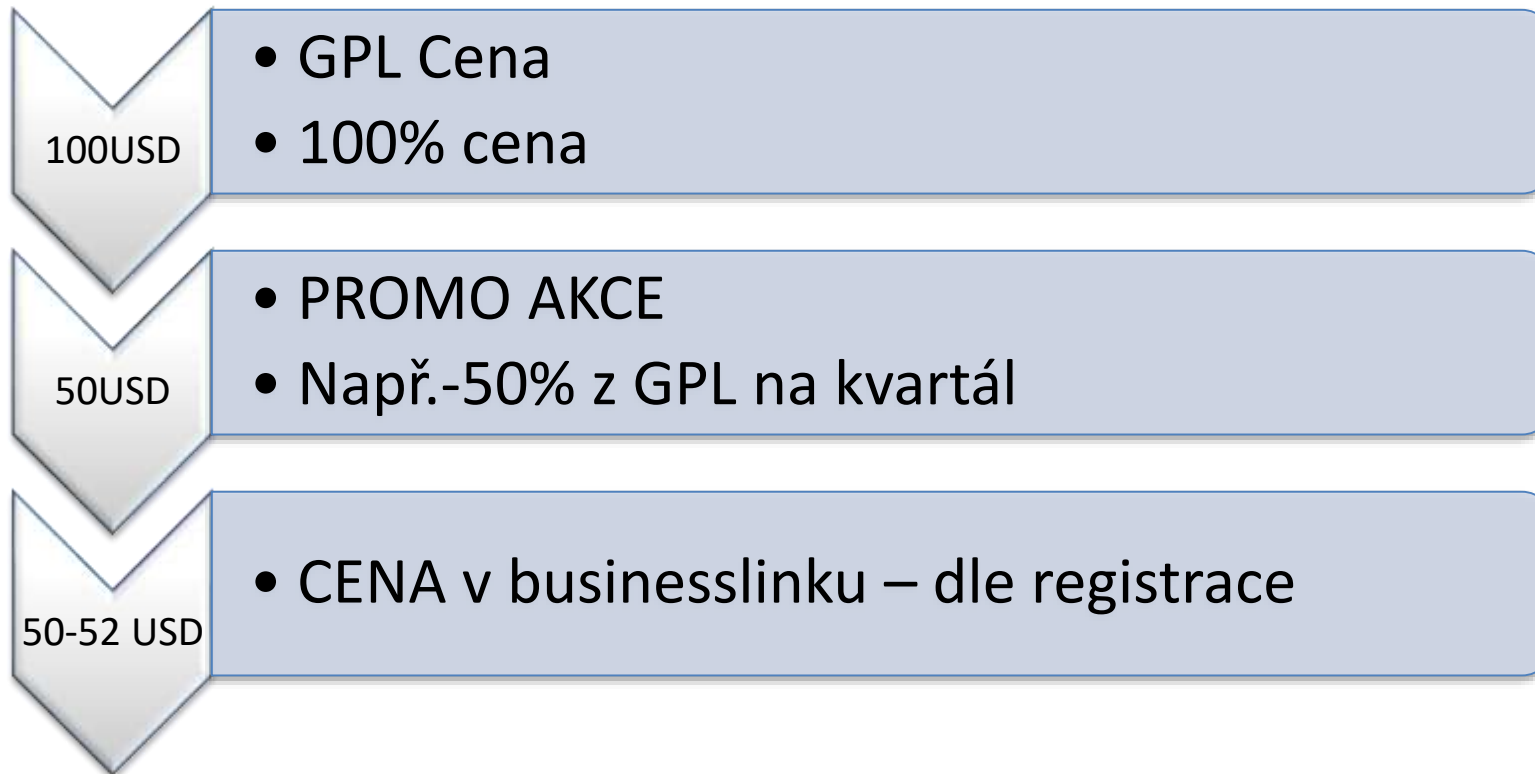 100USD
• GPL Cena
• 100% cena
50USD
• PROMO AKCE
• Např.-50% z GPL na kvartál
50-52 USD
• CENA v businesslinku – dle registrace